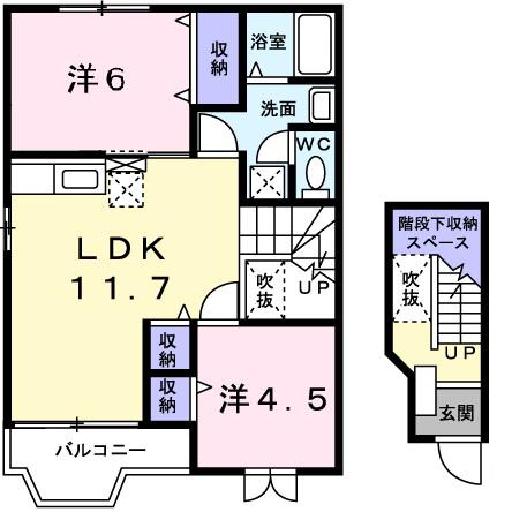 洋6
収納
浴室
洗面
WC
LDK
11.7
吹抜
UP
収納
収納
洋4.5
バルコニー
階段下収納
スペース
吹抜
UP
玄関